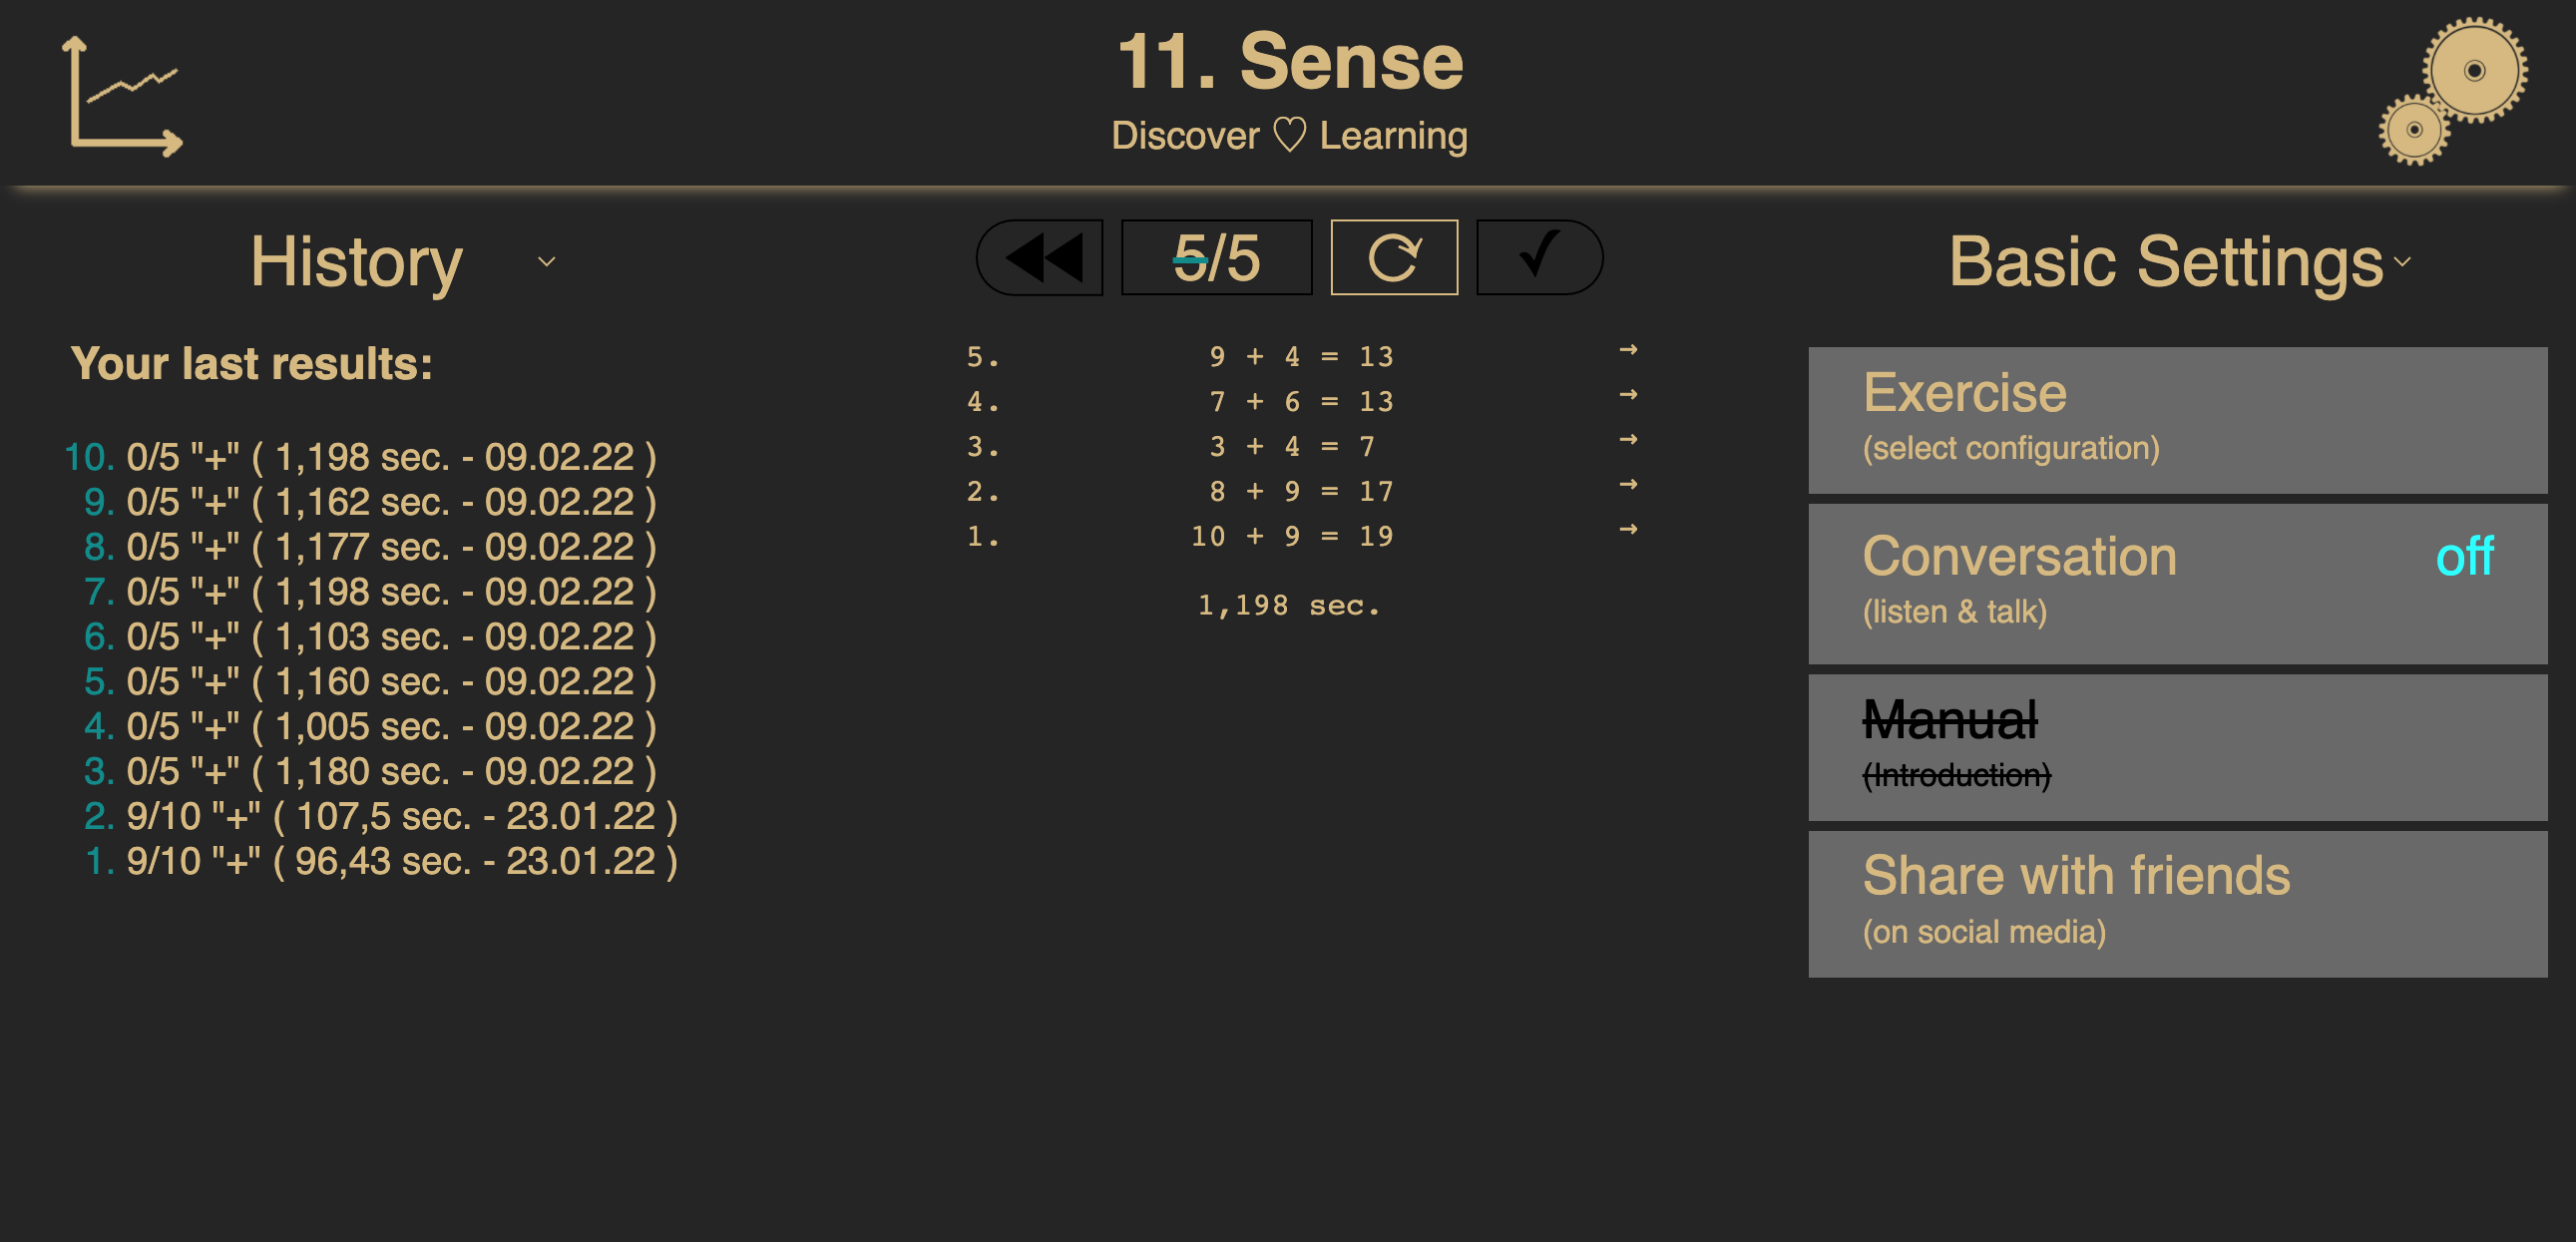 11. Sense
Discover ♡ Learning
History
Your last results:
10. 0/5 "+" ( 1,198 sec. - 09.02.22 )
9. 0/5 "+" ( 1,162 sec. - 09.02.22 )
8. 0/5 "+" ( 1,177 sec. - 09.02.22 )
7. 0/5 "+" ( 1,198 sec. - 09.02.22 )
6. 0/5 "+" ( 1,103 sec. - 09.02.22 )
5. 0/5 "+" ( 1,160 sec. - 09.02.22 )
4. 0/5 "+" ( 1,005 sec. - 09.02.22 )
3. 0/5 "+" ( 1,180 sec. - 09.02.22 )
2. 9/10 "+" ( 107,5 sec. - 23.01.22 )
1. 9/10 "+" ( 96,43 sec. - 23.01.22 )
5/5
5. 9 + 4 = 13 →
4. 7 + 6 = 13 →
3. 3 + 4 = 7 →
2. 8 + 9 = 17 →
1. 10 + 9 = 19 →
1,198 sec.
Basic Settings
Exercise
(select configuration)
Conversation off
(listen & talk)
Manual
(Introduction)
Share with friends
(on social media)